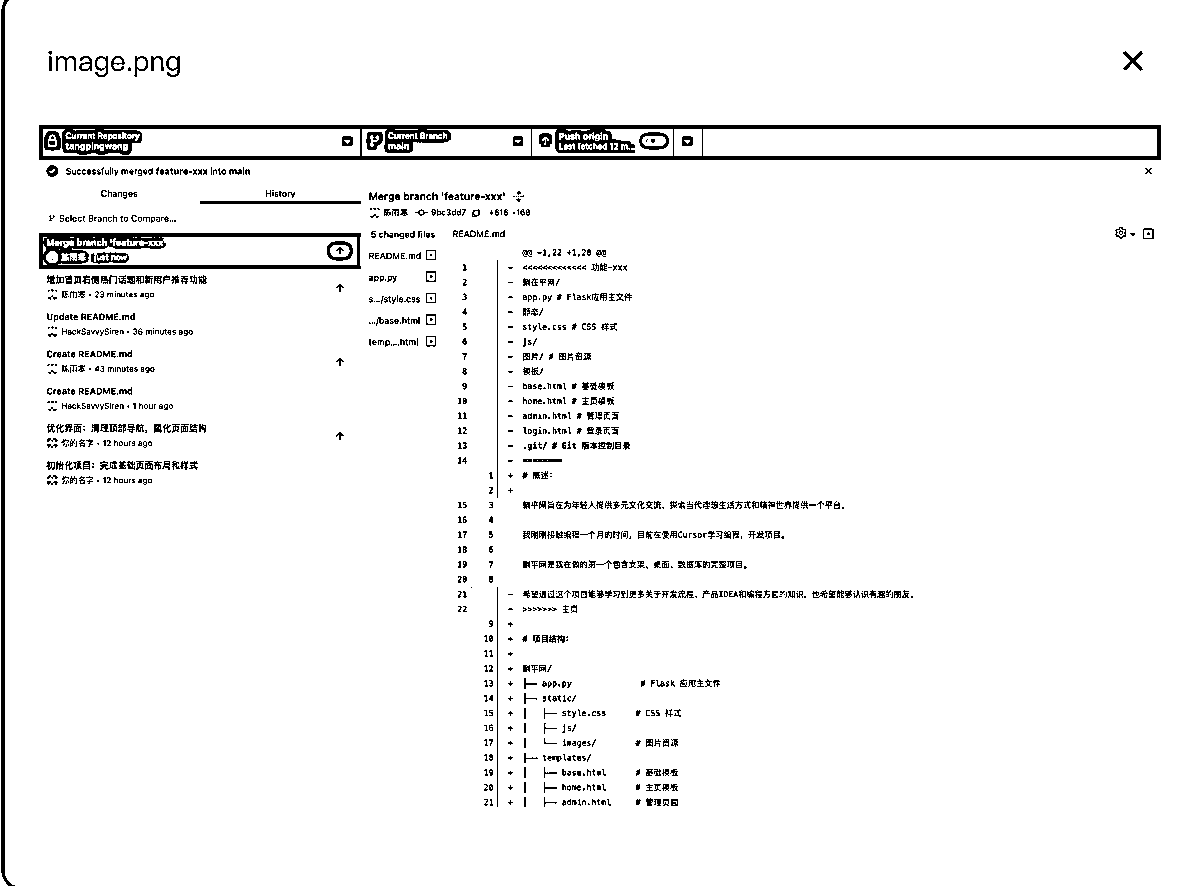 image.png
Current Repository
tangpingwang
Current Branch
main
Push origin
Last fetched 12 m...
Successfully merged feature-xxx into main
Changes
History
Select Branch to Compare...
Merge branch 'feature-xxx'
just now
增加首页右侧热门话题和新用户推荐功能
陈雨寒 • 23 minutes ago
Update README.md
HackSavvySiren • 36 minutes ago
Create README.md
陈雨寒 • 43 minutes ago
Create README.md
HackSavvySiren • 1 hour ago
优化界面：清理顶部导航，简化页面结构
你的名字 • 12 hours ago
初始化项目：完成基础页面布局和样式
你的名字 • 12 hours ago
Merge branch 'feature-xxx'
陈雨寒 9bc3dd7 +616 -168
5 changed files
README.md
app.py
s.../style.css
.../base.html
temp....html
README.md
@@ -1,22 +1,28 @@
1 - <<<<<<<<<<<<< 功能-xxx
2 - 躺在平网/
3 - app.py # Flask应用主文件
4 - 静态/
5 - style.css # CSS 样式
6 - js/
7 - 图片/ # 图片资源
8 - 模板/
9 - base.html # 基础模板
10 - home.html # 主页模板
11 - admin.html # 管理页面
12 - login.html # 登录页面
13 - .git/ # Git 版本控制目录
14 - ========
1 + # 概述：
2 +
15 3 躺平网旨在为年轻人提供多元文化交流、探索当代理想生活方式和精神世界提供一个平台。
16 4
17 5 我刚刚接触编程一个月的时间，目前在使用Cursor学习编程，开发项目。
18 6
19 7 躺平网是我在做的第一个包含文案、桌面、数据库的完整项目。
20 8
21 - 希望通过这个项目能够学习到更多关于开发流程、产品IDEA和编程方面的知识，也希望能够认识有趣的朋友。
22 - >>>>>>> 主页
9 +
10 + # 项目结构：
11 +
12 + 躺平网/
13 + ├── app.py # Flask 应用主文件
14 + ├── static/
15 + │ ├── style.css # CSS 样式
16 + │ ├── js/
17 + │ └── images/ # 图片资源
18 + ├── templates/
19 + │ ├── base.html # 基础模板
20 + │ ├── home.html # 主页模板
21 + │ ├── admin.html # 管理页面